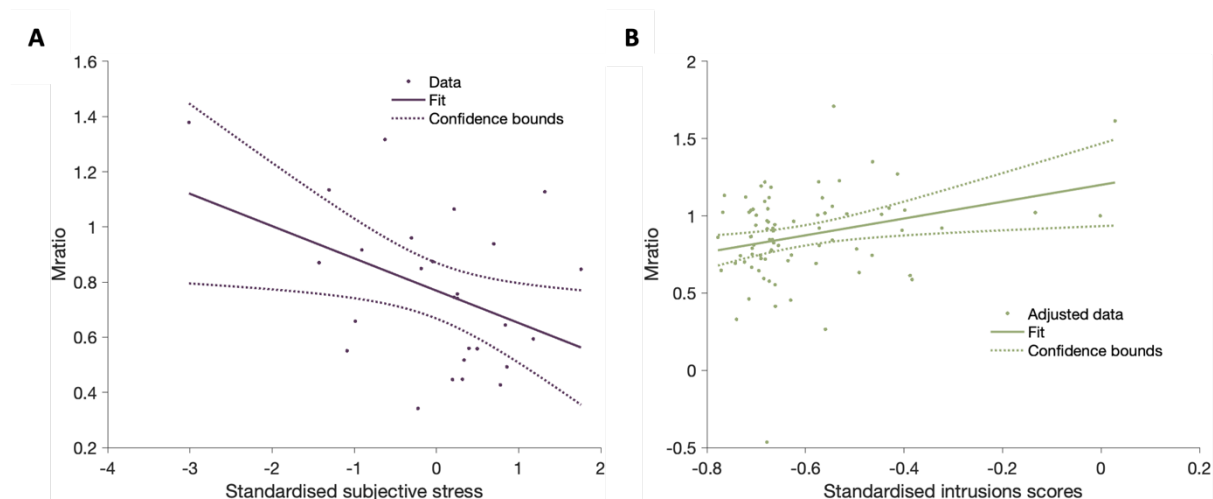 A
1.6
1.4
1.2
1
0.8
0.6
0.4
0.2
Mratio
Data
Fit
Confidence bounds
-4
-3
-2
-1
0
1
2
Standardised subjective stress
B
2
1.5
1
0.5
0
-0.5
Mratio
Adjusted data
Fit
Confidence bounds
-0.8
-0.6
-0.4
-0.2
0
0.2
Standardised intrusions scores